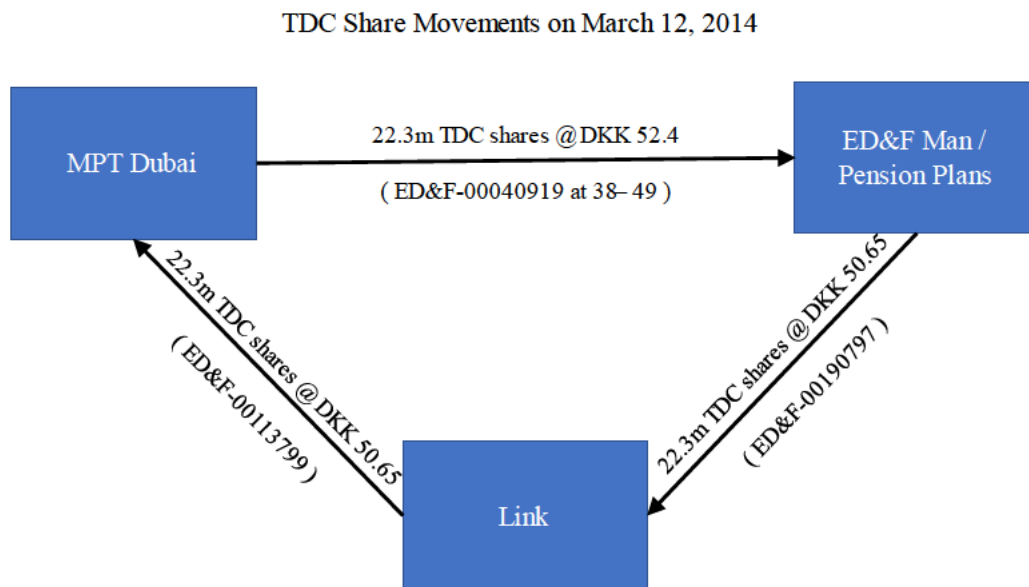 TDC Share Movements on March 12, 2014
MPT Dubai
22.3m TDC shares @ DKK 52.4
( ED&F-00040919 at 38– 49 )
ED&F Man /
Pension Plans
22.3m TDC shares @ DKK 50.65
( ED&F-00113799 )
22.3m TDC shares @ DKK 50.65
( ED&F-00190797 )
Link